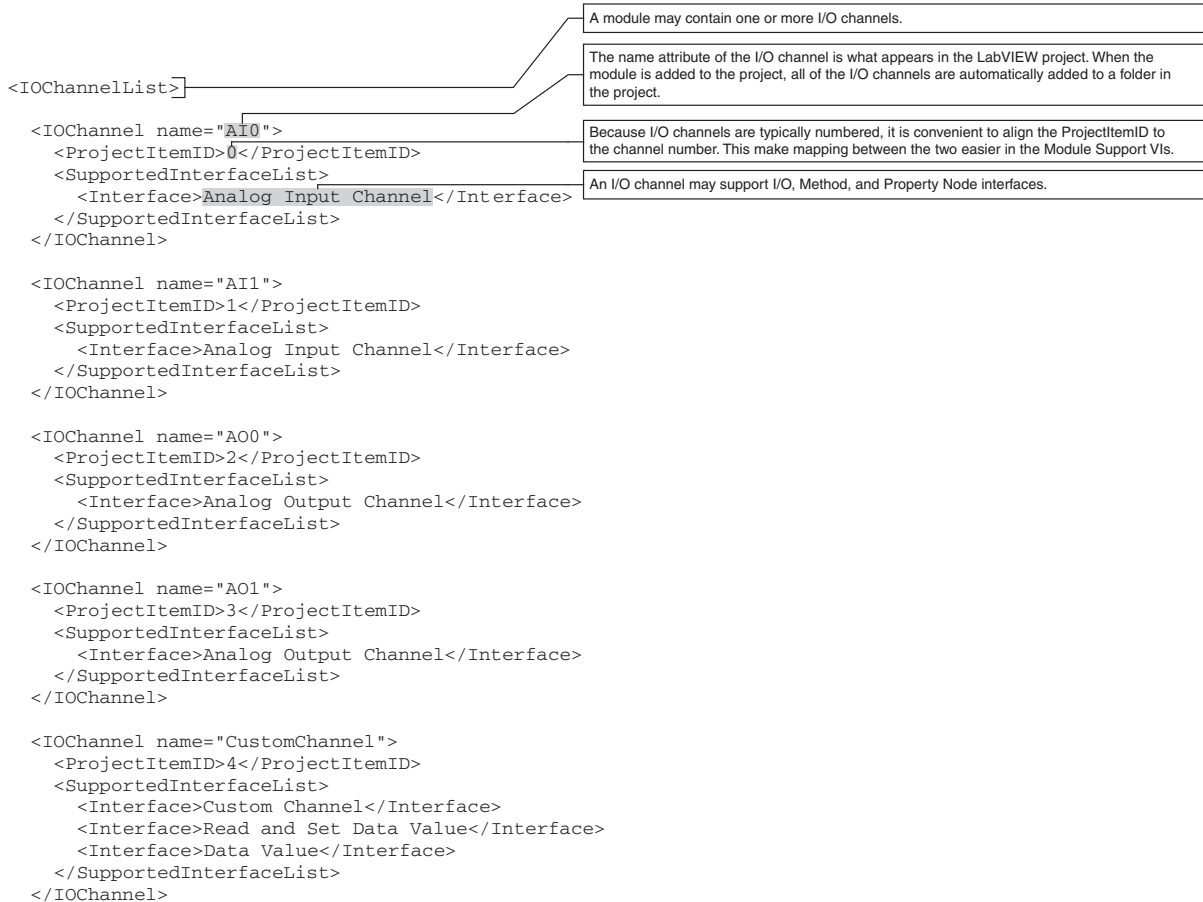 A module may contain one or more I/O channels.
The name attribute of the I/O channel is what appears in the LabVIEW project. When the
module is added to the project, all of the I/O channels are automatically added to a folder in
the project.
<IOChannelList>
<IOChannel name="AI0">
Because I/O channels are typically numbered, it is convenient to align the ProjectItemID to
the channel number. This make mapping between the two easier in the Module Support VIs.
<ProjectItemID>0</ProjectItemID>
<SupportedInterfaceList>
An I/O channel may support I/O, Method, and Property Node interfaces.
<Interface>Analog Input Channel</Interface>
</SupportedInterfaceList>
</IOChannel>
<IOChannel name="AI1">
<ProjectItemID>1</ProjectItemID>
<SupportedInterfaceList>
<Interface>Analog Input Channel</Interface>
</SupportedInterfaceList>
</IOChannel>
<IOChannel name="AO0">
<ProjectItemID>2</ProjectItemID>
<SupportedInterfaceList>
<Interface>Analog Output Channel</Interface>
</SupportedInterfaceList>
</IOChannel>
<IOChannel name="AO1">
<ProjectItemID>3</ProjectItemID>
<SupportedInterfaceList>
<Interface>Analog Output Channel</Interface>
</SupportedInterfaceList>
</IOChannel>
<IOChannel name="CustomChannel">
<ProjectItemID>4</ProjectItemID>
<SupportedInterfaceList>
<Interface>Custom Channel</Interface>
<Interface>Read and Set Data Value</Interface>
<Interface>Data Value</Interface>
</SupportedInterfaceList>
</IOChannel>